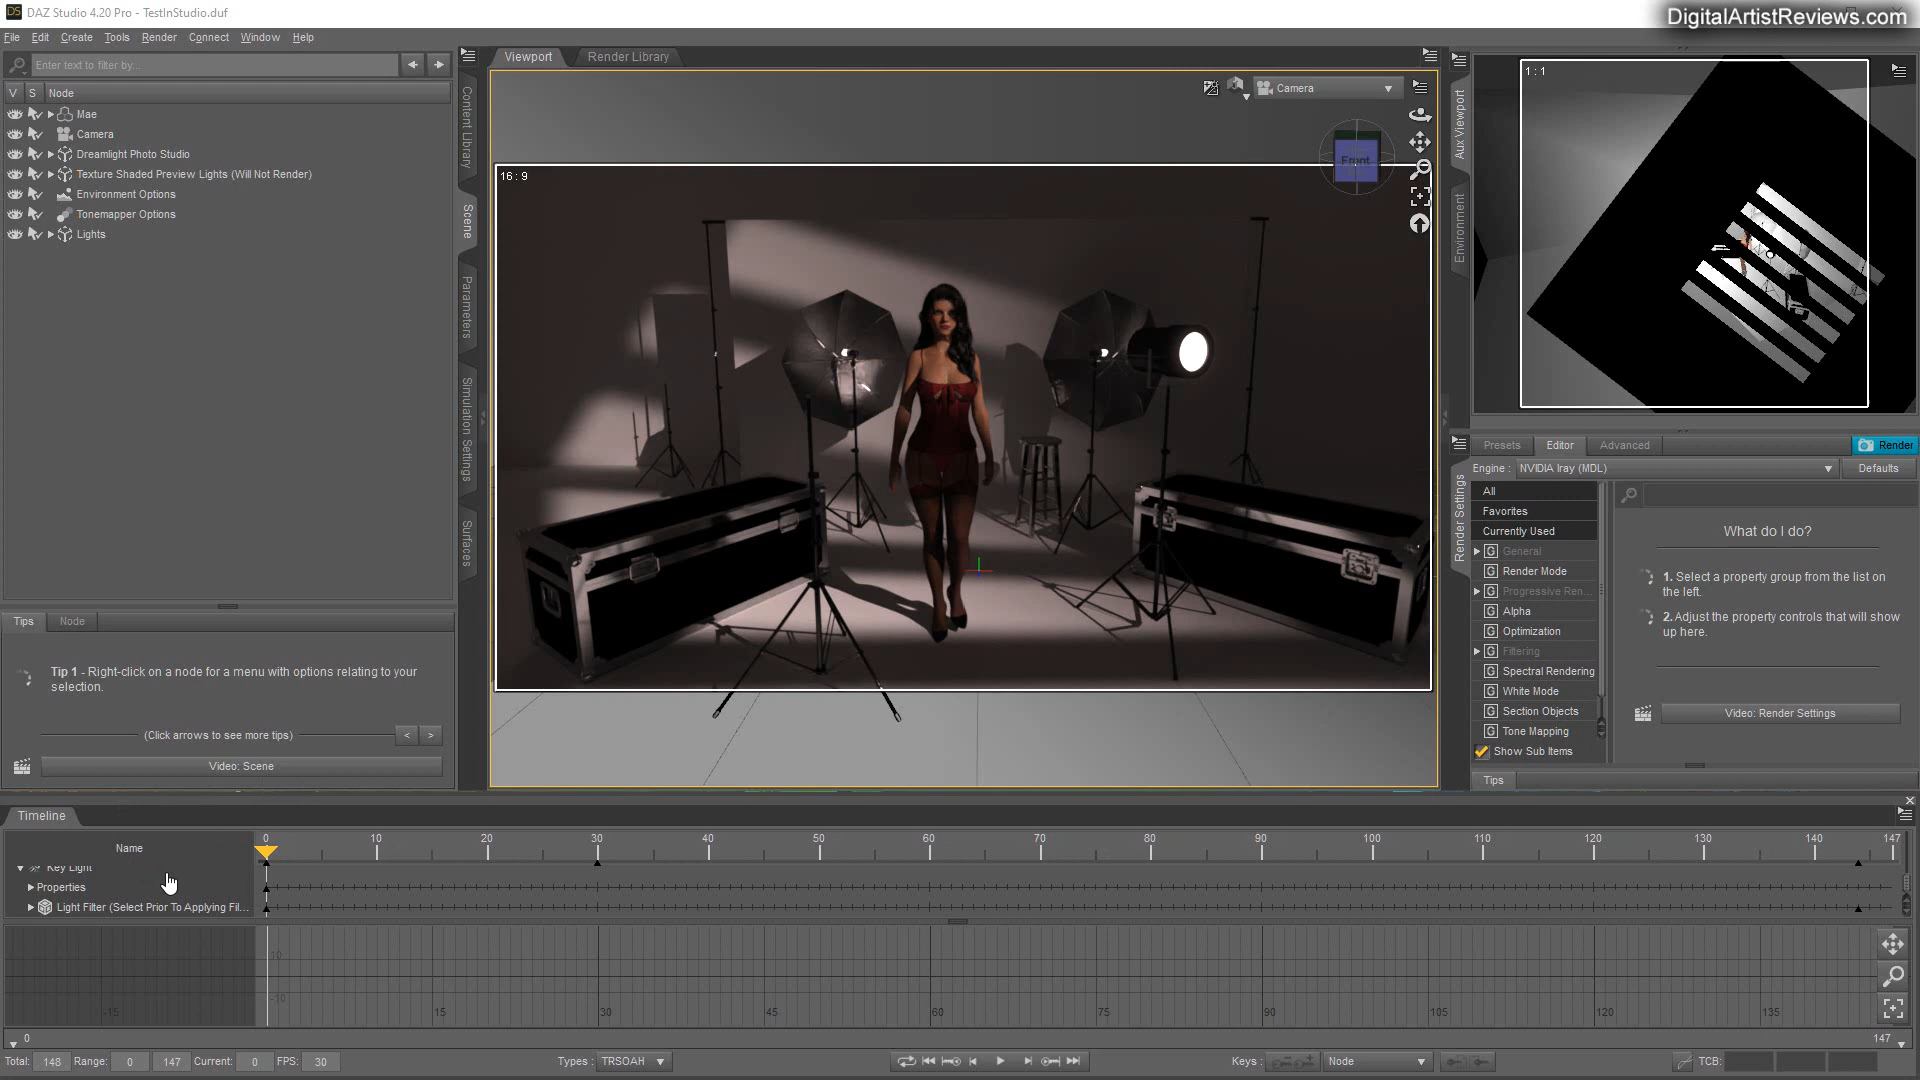 DS DAZ Studio 4.20 Pro - TestInStudio.duf
DigitalArtistReviews.com
File Edit Create Tools Render Connect Window Help
Enter text to filter by...
V S Node
Mae
Camera
Dreamlight Photo Studio
Texture Shaded Preview Lights (Will Not Render)
Environment Options
Tonemapper Options
Lights
Tips Node
Tip 1 - Right-click on a node for a menu with options relating to your
selection.
(Click arrows to see more tips)
< >
Video: Scene
Content Library
Scene
Parameters
Simulation Settings
Surfaces
Viewport Render Library
Camera
Front
16 : 9
Aux Viewport
Environment
1 : 1
Render Settings
Presets Editor Advanced Render
Engine : NVIDIA Iray (MDL) Defaults
All
Favorites
Currently Used
G General
G Render Mode
G Progressive Ren...
G Alpha
G Optimization
G Filtering
G Spectral Rendering
G White Mode
G Section Objects
G Tone Mapping
Show Sub Items
What do I do?
1. Select a property group from the list on
the left.
2. Adjust the property controls that will show
up here.
Video: Render Settings
Tips
Timeline
Name
0 10 20 30 40 50 60 70 80 90 100 110 120 130 140 147
Key Light
Properties
Light Filter (Select Prior To Applying Fil...
10
-10
-15 15 30 45 60 75 90 105 120 135
0 147
Total: 148 Range: 0 147 Current: 0 FPS: 30 Types : TRSOAH Keys : Node TCB: